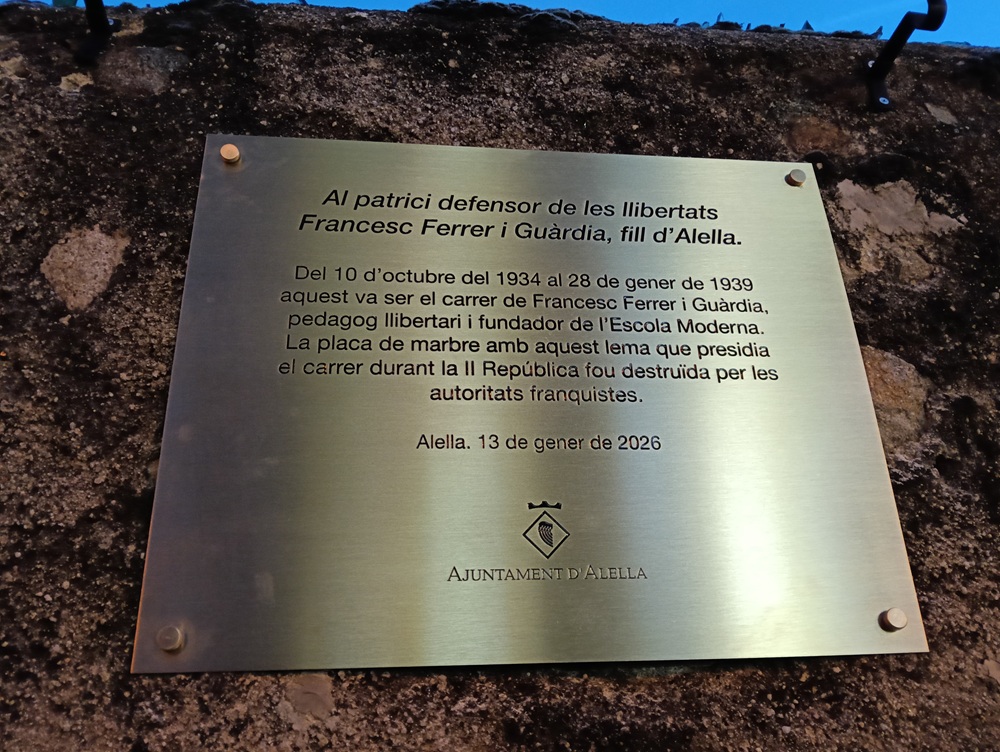 Al patrici defensor de les llibertats
Francesc Ferrer i Guàrdia, fill d'Alella.
Del 10 d'octubre del 1934 al 28 de gener de 1939
aquest va ser el carrer de Francesc Ferrer i Guàrdia,
pedagog llibertari i fundador de l'Escola Moderna.
La placa de marbre amb aquest lema que presidia
el carrer durant la II República fou destruïda per les
autoritats franquistes.
Alella. 13 de gener de 2026
AJUNTAMENT D'ALELLA